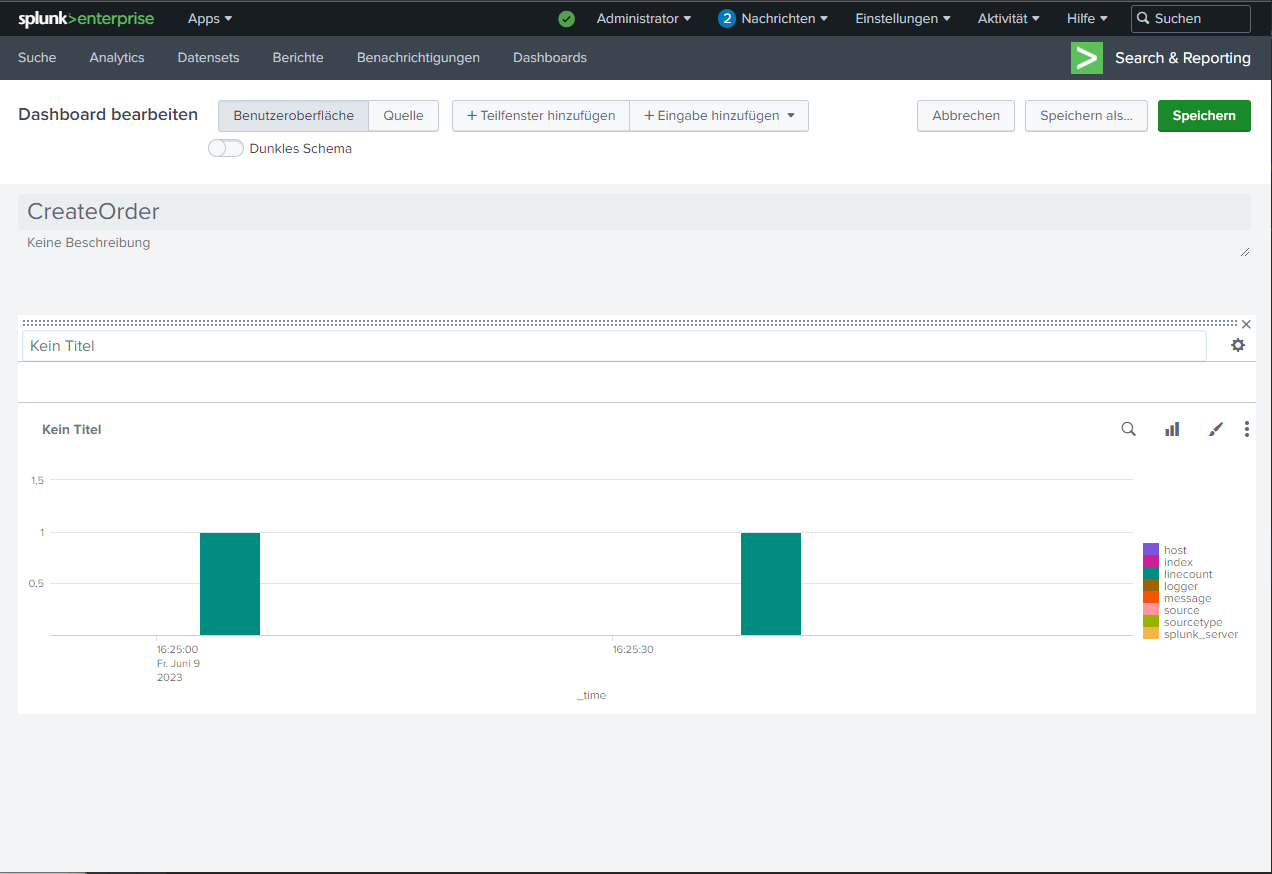 splunk>enterprise Apps Administrator 2 Nachrichten Einstellungen Aktivität Hilfe Suchen
Suche Analytics Datensets Berichte Benachrichtigungen Dashboards Search & Reporting
Dashboard bearbeiten Benutzeroberfläche Quelle + Teilfenster hinzufügen + Eingabe hinzufügen Abbrechen Speichern als... Speichern
Dunkles Schema
CreateOrder
Keine Beschreibung
Kein Titel
Kein Titel
1,5
1
0,5
16:25:00
Fr. Juni 9
2023
16:25:30
_time
host
index
linecount
logger
message
source
sourcetype
splunk_server